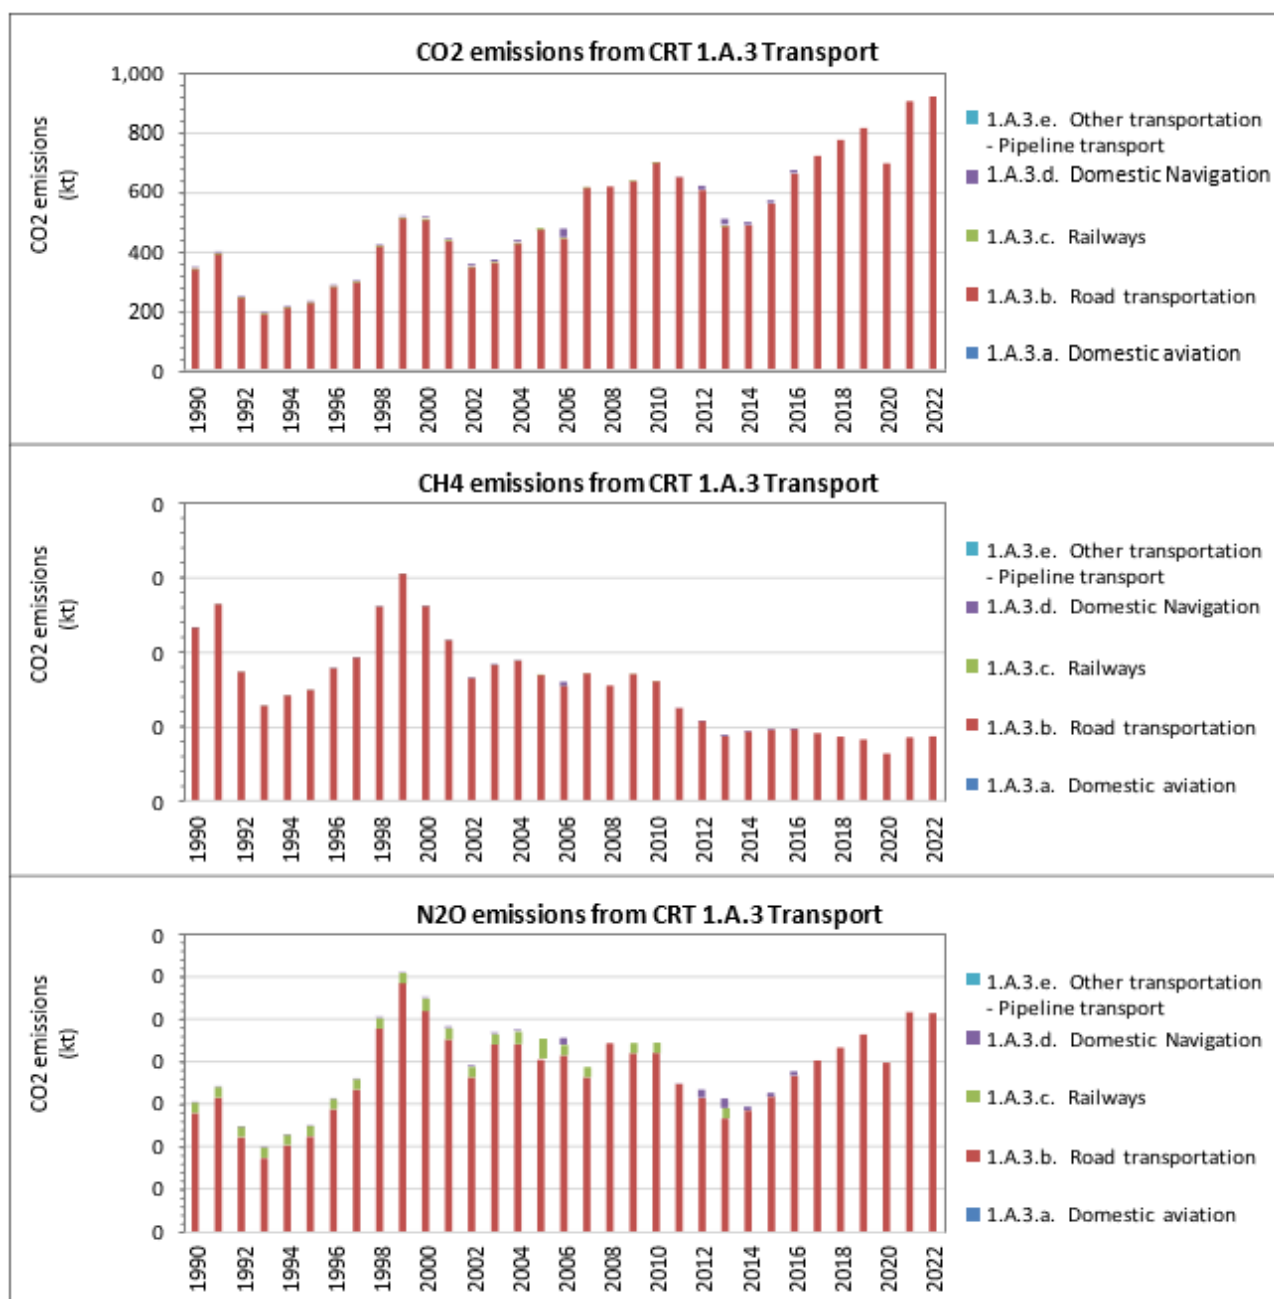 CO2 emissions from CRT 1.A.3 Transport
CO2 emissions
(kt)
1,000
800
600
400
200
0
1990
1992
1994
1996
1998
2000
2002
2004
2006
2008
2010
2012
2014
2016
2018
2020
2022
1.A.3.e. Other transportation
- Pipeline transport
1.A.3.d. Domestic Navigation
1.A.3.c. Railways
1.A.3.b. Road transportation
1.A.3.a. Domestic aviation
CH4 emissions from CRT 1.A.3 Transport
CO2 emissions
(kt)
0
0
0
0
0
1990
1992
1994
1996
1998
2000
2002
2004
2006
2008
2010
2012
2014
2016
2018
2020
2022
1.A.3.e. Other transportation
- Pipeline transport
1.A.3.d. Domestic Navigation
1.A.3.c. Railways
1.A.3.b. Road transportation
1.A.3.a. Domestic aviation
N2O emissions from CRT 1.A.3 Transport
CO2 emissions
(kt)
0
0
0
0
0
0
0
0
1990
1992
1994
1996
1998
2000
2002
2004
2006
2008
2010
2012
2014
2016
2018
2020
2022
1.A.3.e. Other transportation
- Pipeline transport
1.A.3.d. Domestic Navigation
1.A.3.c. Railways
1.A.3.b. Road transportation
1.A.3.a. Domestic aviation